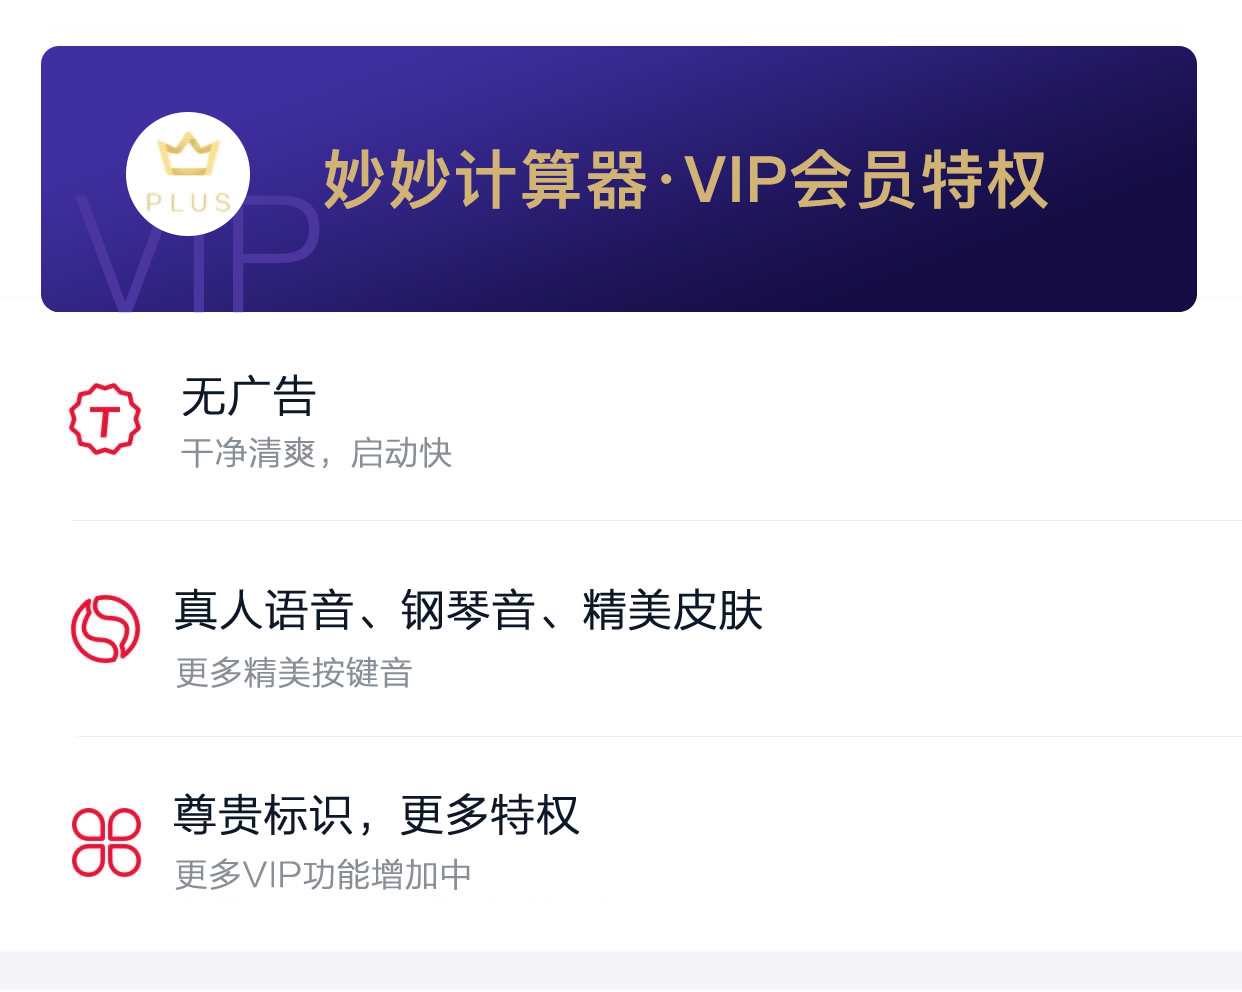 PLUS
妙妙计算器·VIP会员特权
VIP
T
无广告
干净清爽，启动快
真人语音、钢琴音、精美皮肤
更多精美按键音
尊贵标识，更多特权
更多VIP功能增加中